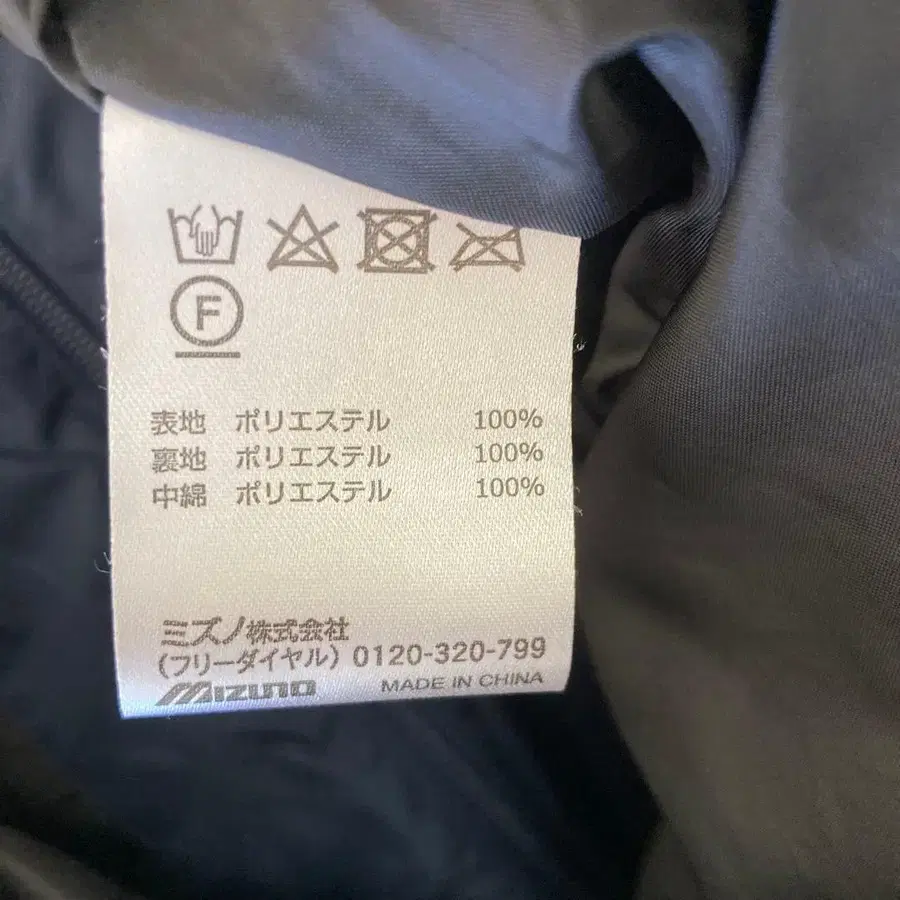 F
表地 ポリエステル 100%
裏地 ポリエステル 100%
中綿 ポリエステル 100%
ミズノ株式会社
(フリーダイヤル) 0120-320-799
MIZUNO MADE IN CHINA